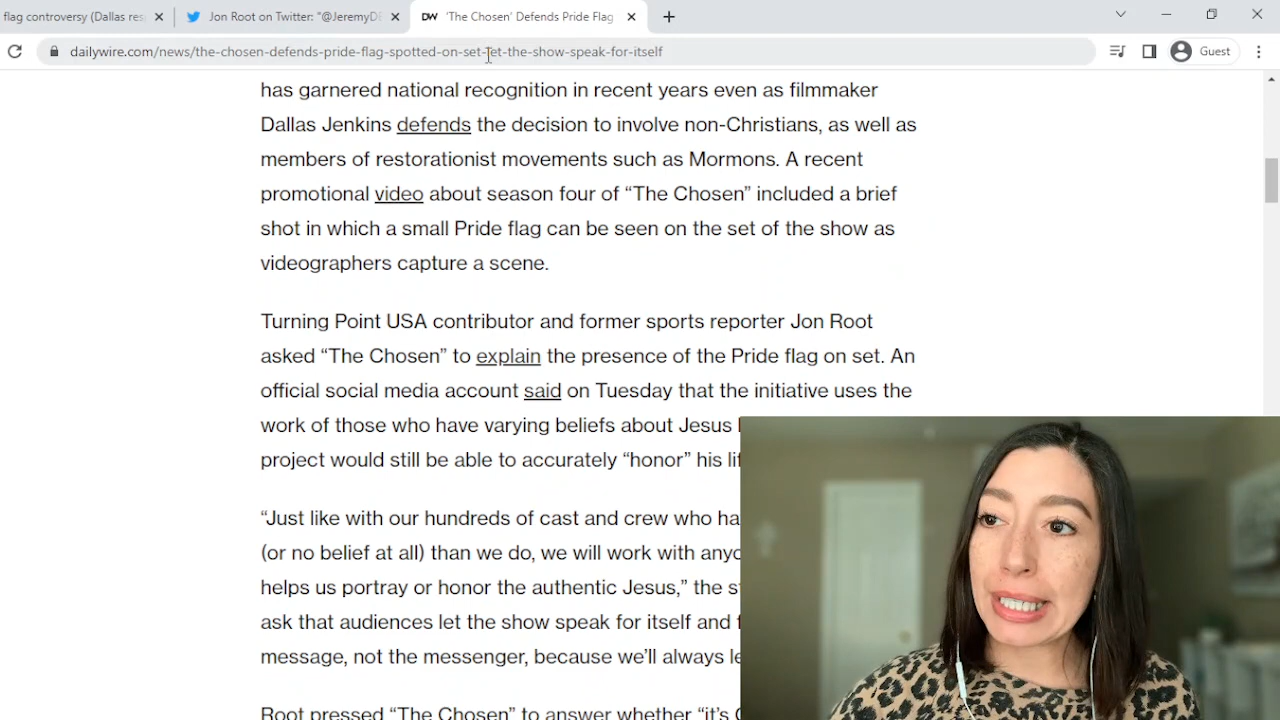 flag controversy (Dallas res
Jon Root on Twitter: "@JeremyD
DW 'The Chosen' Defends Pride Flag
dailywire.com/news/the-chosen-defends-pride-flag-spotted-on-set-let-the-show-speak-for-itself
Guest
has garnered national recognition in recent years even as filmmaker
Dallas Jenkins defends the decision to involve non-Christians, as well as
members of restorationist movements such as Mormons. A recent
promotional video about season four of “The Chosen” included a brief
shot in which a small Pride flag can be seen on the set of the show as
videographers capture a scene.
Turning Point USA contributor and former sports reporter Jon Root
asked “The Chosen” to explain the presence of the Pride flag on set. An
official social media account said on Tuesday that the initiative uses the
work of those who have varying beliefs about Jesus
project would still be able to accurately “honor” his
“Just like with our hundreds of cast and crew who
(or no belief at all) than we do, we will work with
helps us portray or honor the authentic Jesus,” the
ask that audiences let the show speak for itself and
message, not the messenger, because we’ll always
Root pressed “The Chosen” to answer whether “it’s